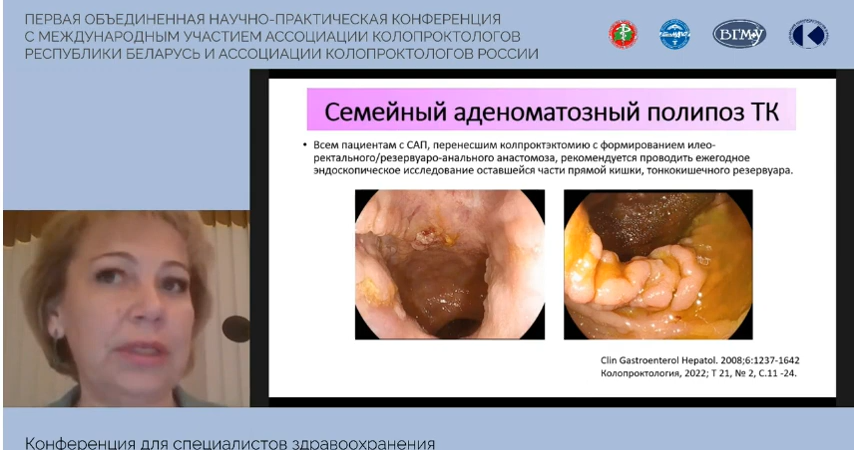 ПЕРВАЯ ОБЪЕДИНЕННАЯ НАУЧНО-ПРАКТИЧЕСКАЯ КОНФЕРЕНЦИЯ
С МЕЖДУНАРОДНЫМ УЧАСТИЕМ АССОЦИАЦИИ КОЛОПРОКТОЛОГОВ
РЕСПУБЛИКИ БЕЛАРУСЬ И АССОЦИАЦИИ КОЛОПРОКТОЛОГОВ РОССИИ
ВГМУ
Семейный аденоматозный полипоз ТК
• Всем пациентам с САП, перенесшим колпроктэктомию с формированием илео-
ректального/резервуаро-анального анастомоза, рекомендуется проводить ежегодное
эндоскопическое исследование оставшейся части прямой кишки, тонкокишечного резервуара.
Clin Gastroenterol Hepatol. 2008;6:1237-1642
Колопроктология, 2022; Т 21, № 2, С.11 -24.
Конференция для специалистов здравоохранения